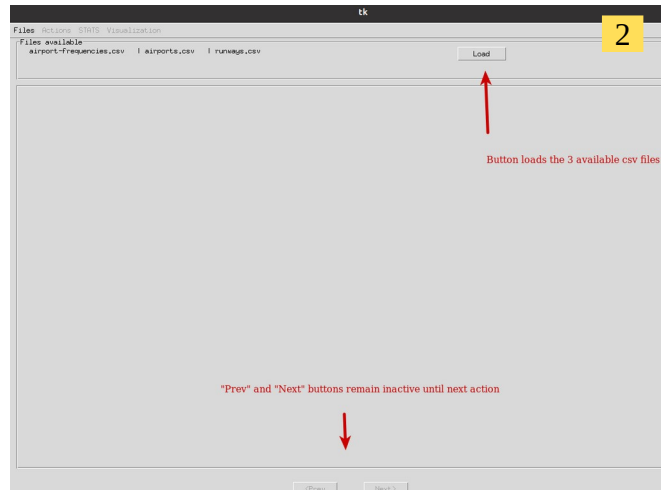 tk
Files Actions STATS Visualization
2
Files available
airport-frequencies.csv | airports.csv | runways.csv
Load
Button loads the 3 available csv files
"Prev" and "Next" buttons remain inactive until next action
<Prev Next>